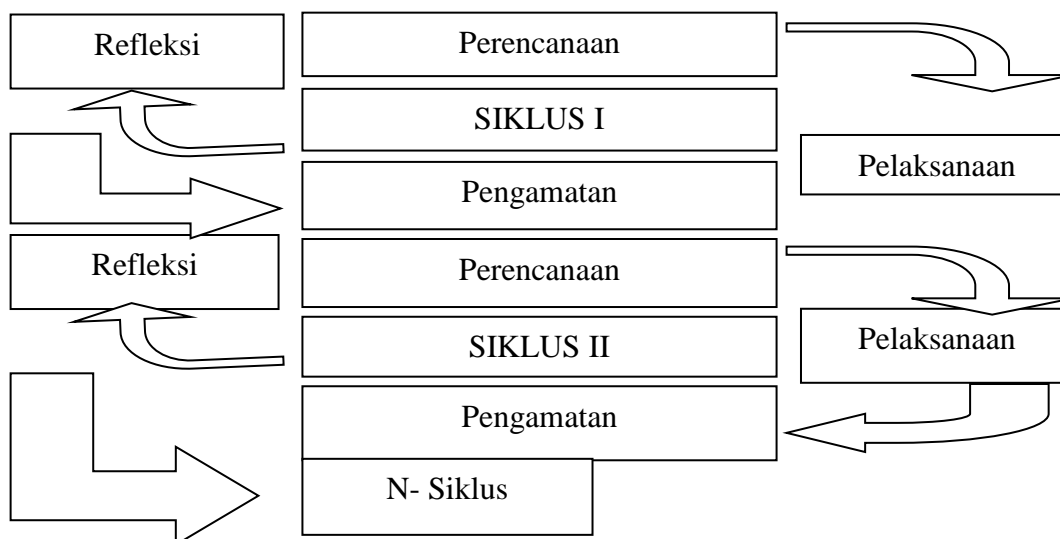 Refleksi
Perencanaan
SIKLUS I
Pelaksanaan
Pengamatan
Refleksi
Perencanaan
SIKLUS II
Pelaksanaan
Pengamatan
N- Siklus